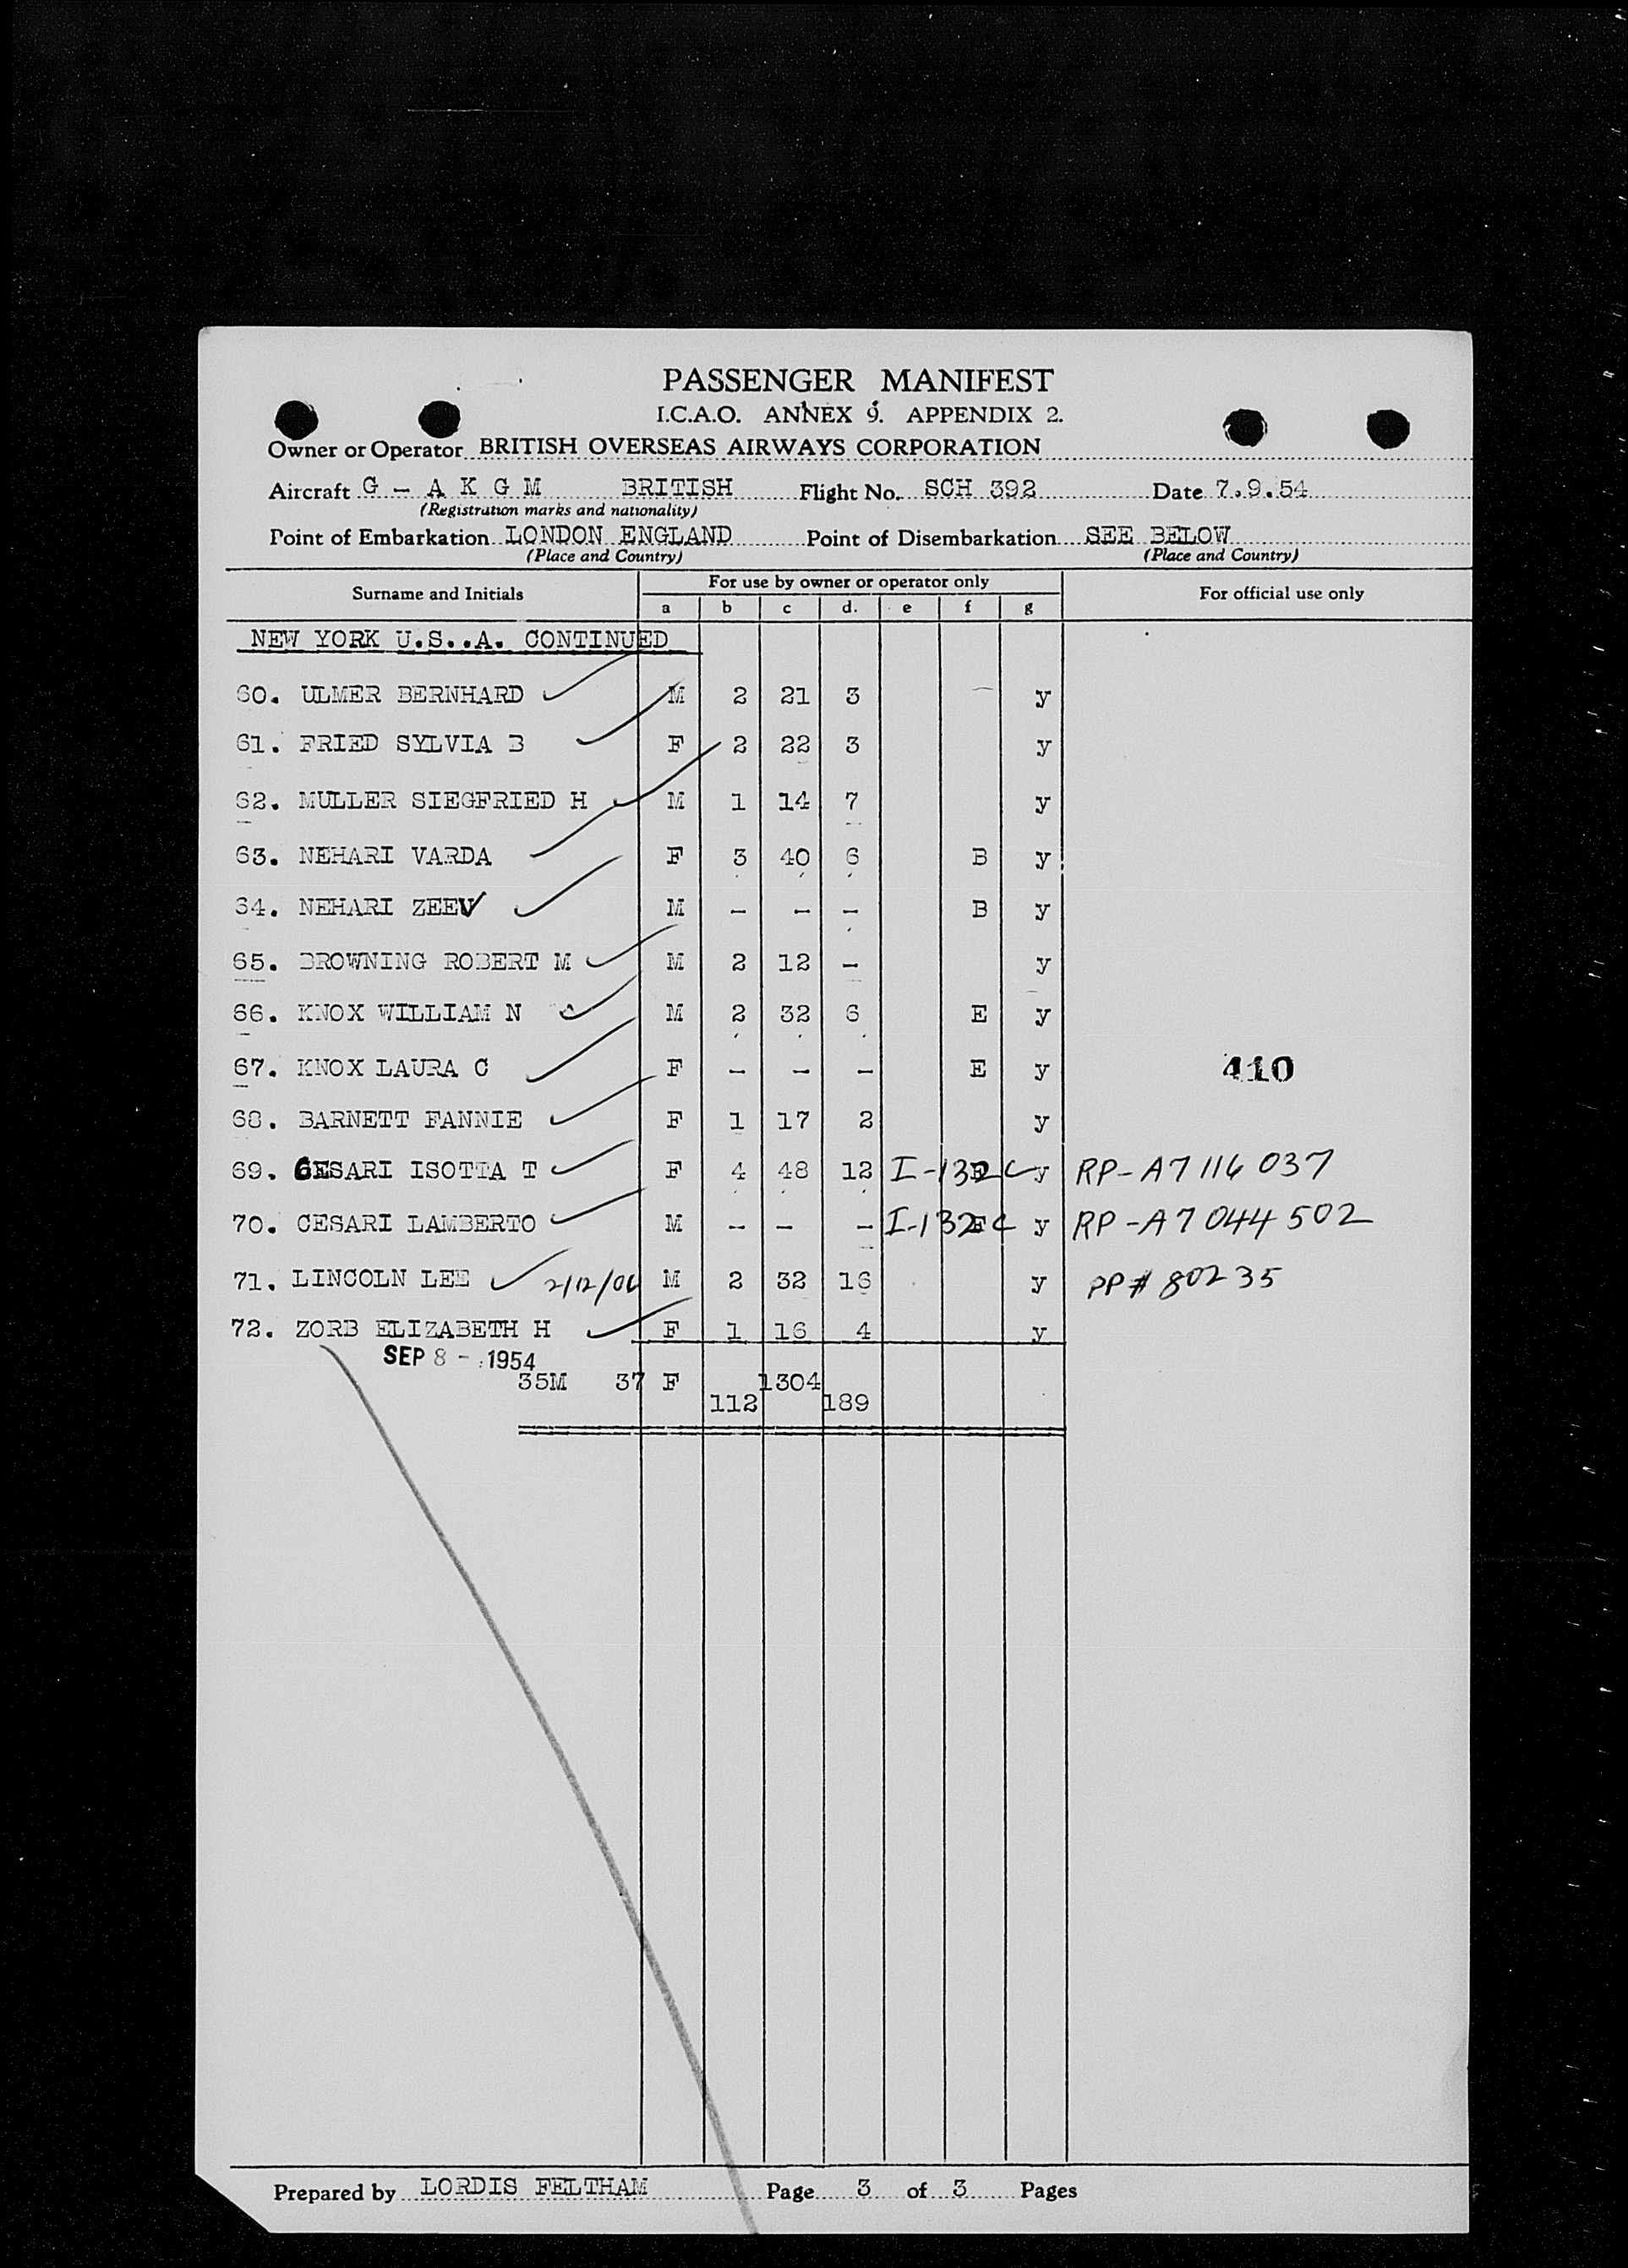 PASSENGER MANIFEST
I.C.A.O. ANNEX 9. APPENDIX 2.
Owner or Operator BRITISH OVERSEAS AIRWAYS CORPORATION
Aircraft G - A K G M BRITISH Flight No. SCH 392 Date 7.9.54
(Registration marks and nationality)
Point of Embarkation LONDON ENGLAND Point of Disembarkation SEE BELOW
(Place and Country) (Place and Country)
Surname and Initials For use by owner or operator only For official use only
a b c d. e f g
NEW YORK U.S..A. CONTINUED
60. ULMER BERNHARD M 2 21 3 y
61. FRIED SYLVIA B F 2 22 3 y
62. MULLER SIEGFRIED H M 1 14 7 y
63. NEHARI VARDA F 3 40 6 B y
64. NEHARI ZEEV M - - - B y
65. BROWNING ROBERT M M 2 12 - y
66. KNOX WILLIAM N M 2 32 6 E y
67. KNOX LAURA C F - - - E y 410
68. BARNETT FANNIE F 1 17 2 y
69. CESARI ISOTTA T F 4 48 12 I-132 C y RP-A7116037
70. CESARI LAMBERTO M - - - I-132 C y RP-A7044502
71. LINCOLN LEE 2/12/06 M 2 32 16 y PP# 80235
72. ZORB ELIZABETH H F 1 16 4 y
SEP 8 - 1954
35M 37 F 1304
112 189
Prepared by LORDIS FELTHAM Page 3 of 3 Pages